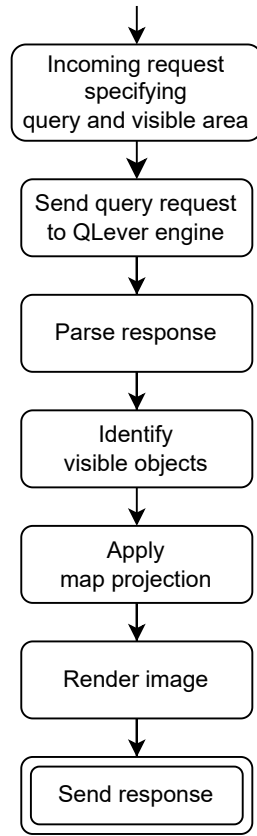 Incoming request
specifying
query and visible area
Send query request
to QLever engine
Parse response
Identify
visible objects
Apply
map projection
Render image
Send response